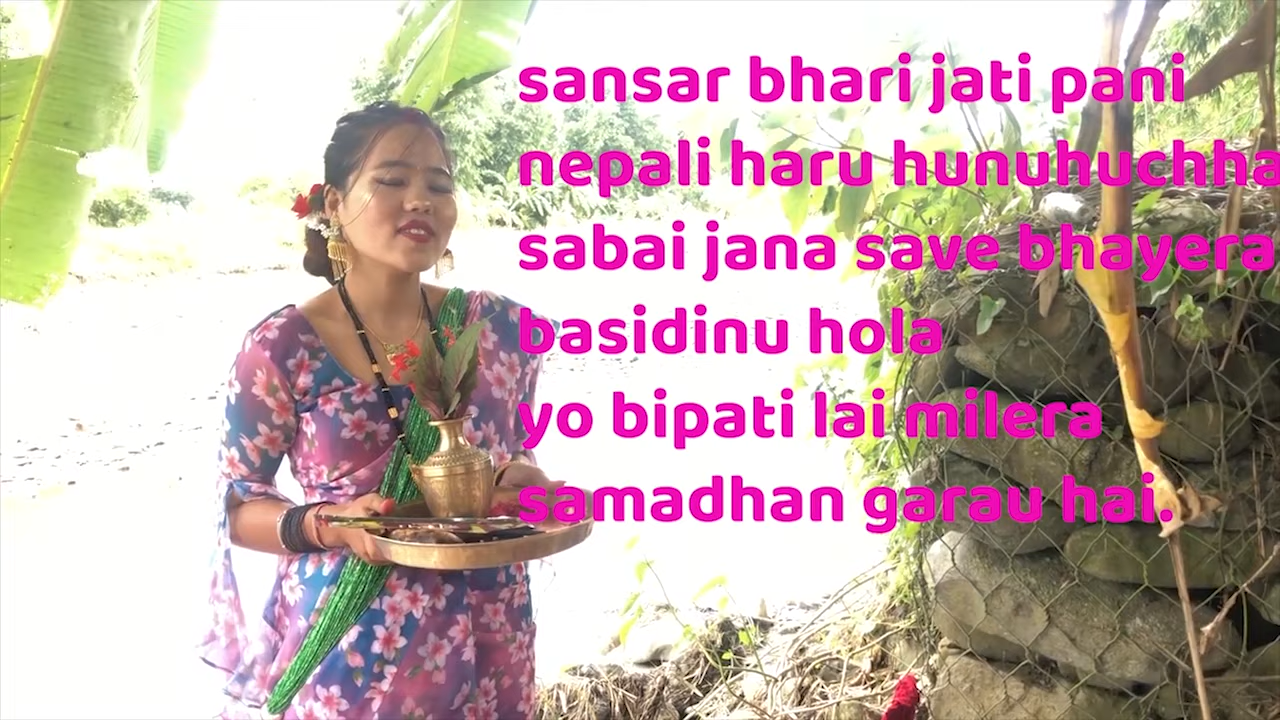 sansar bhari jati pani
nepali haru hunuhuchha
sabai jana save bhayera
basidinu hola
yo bipati lai milera
samadhan garau hai.